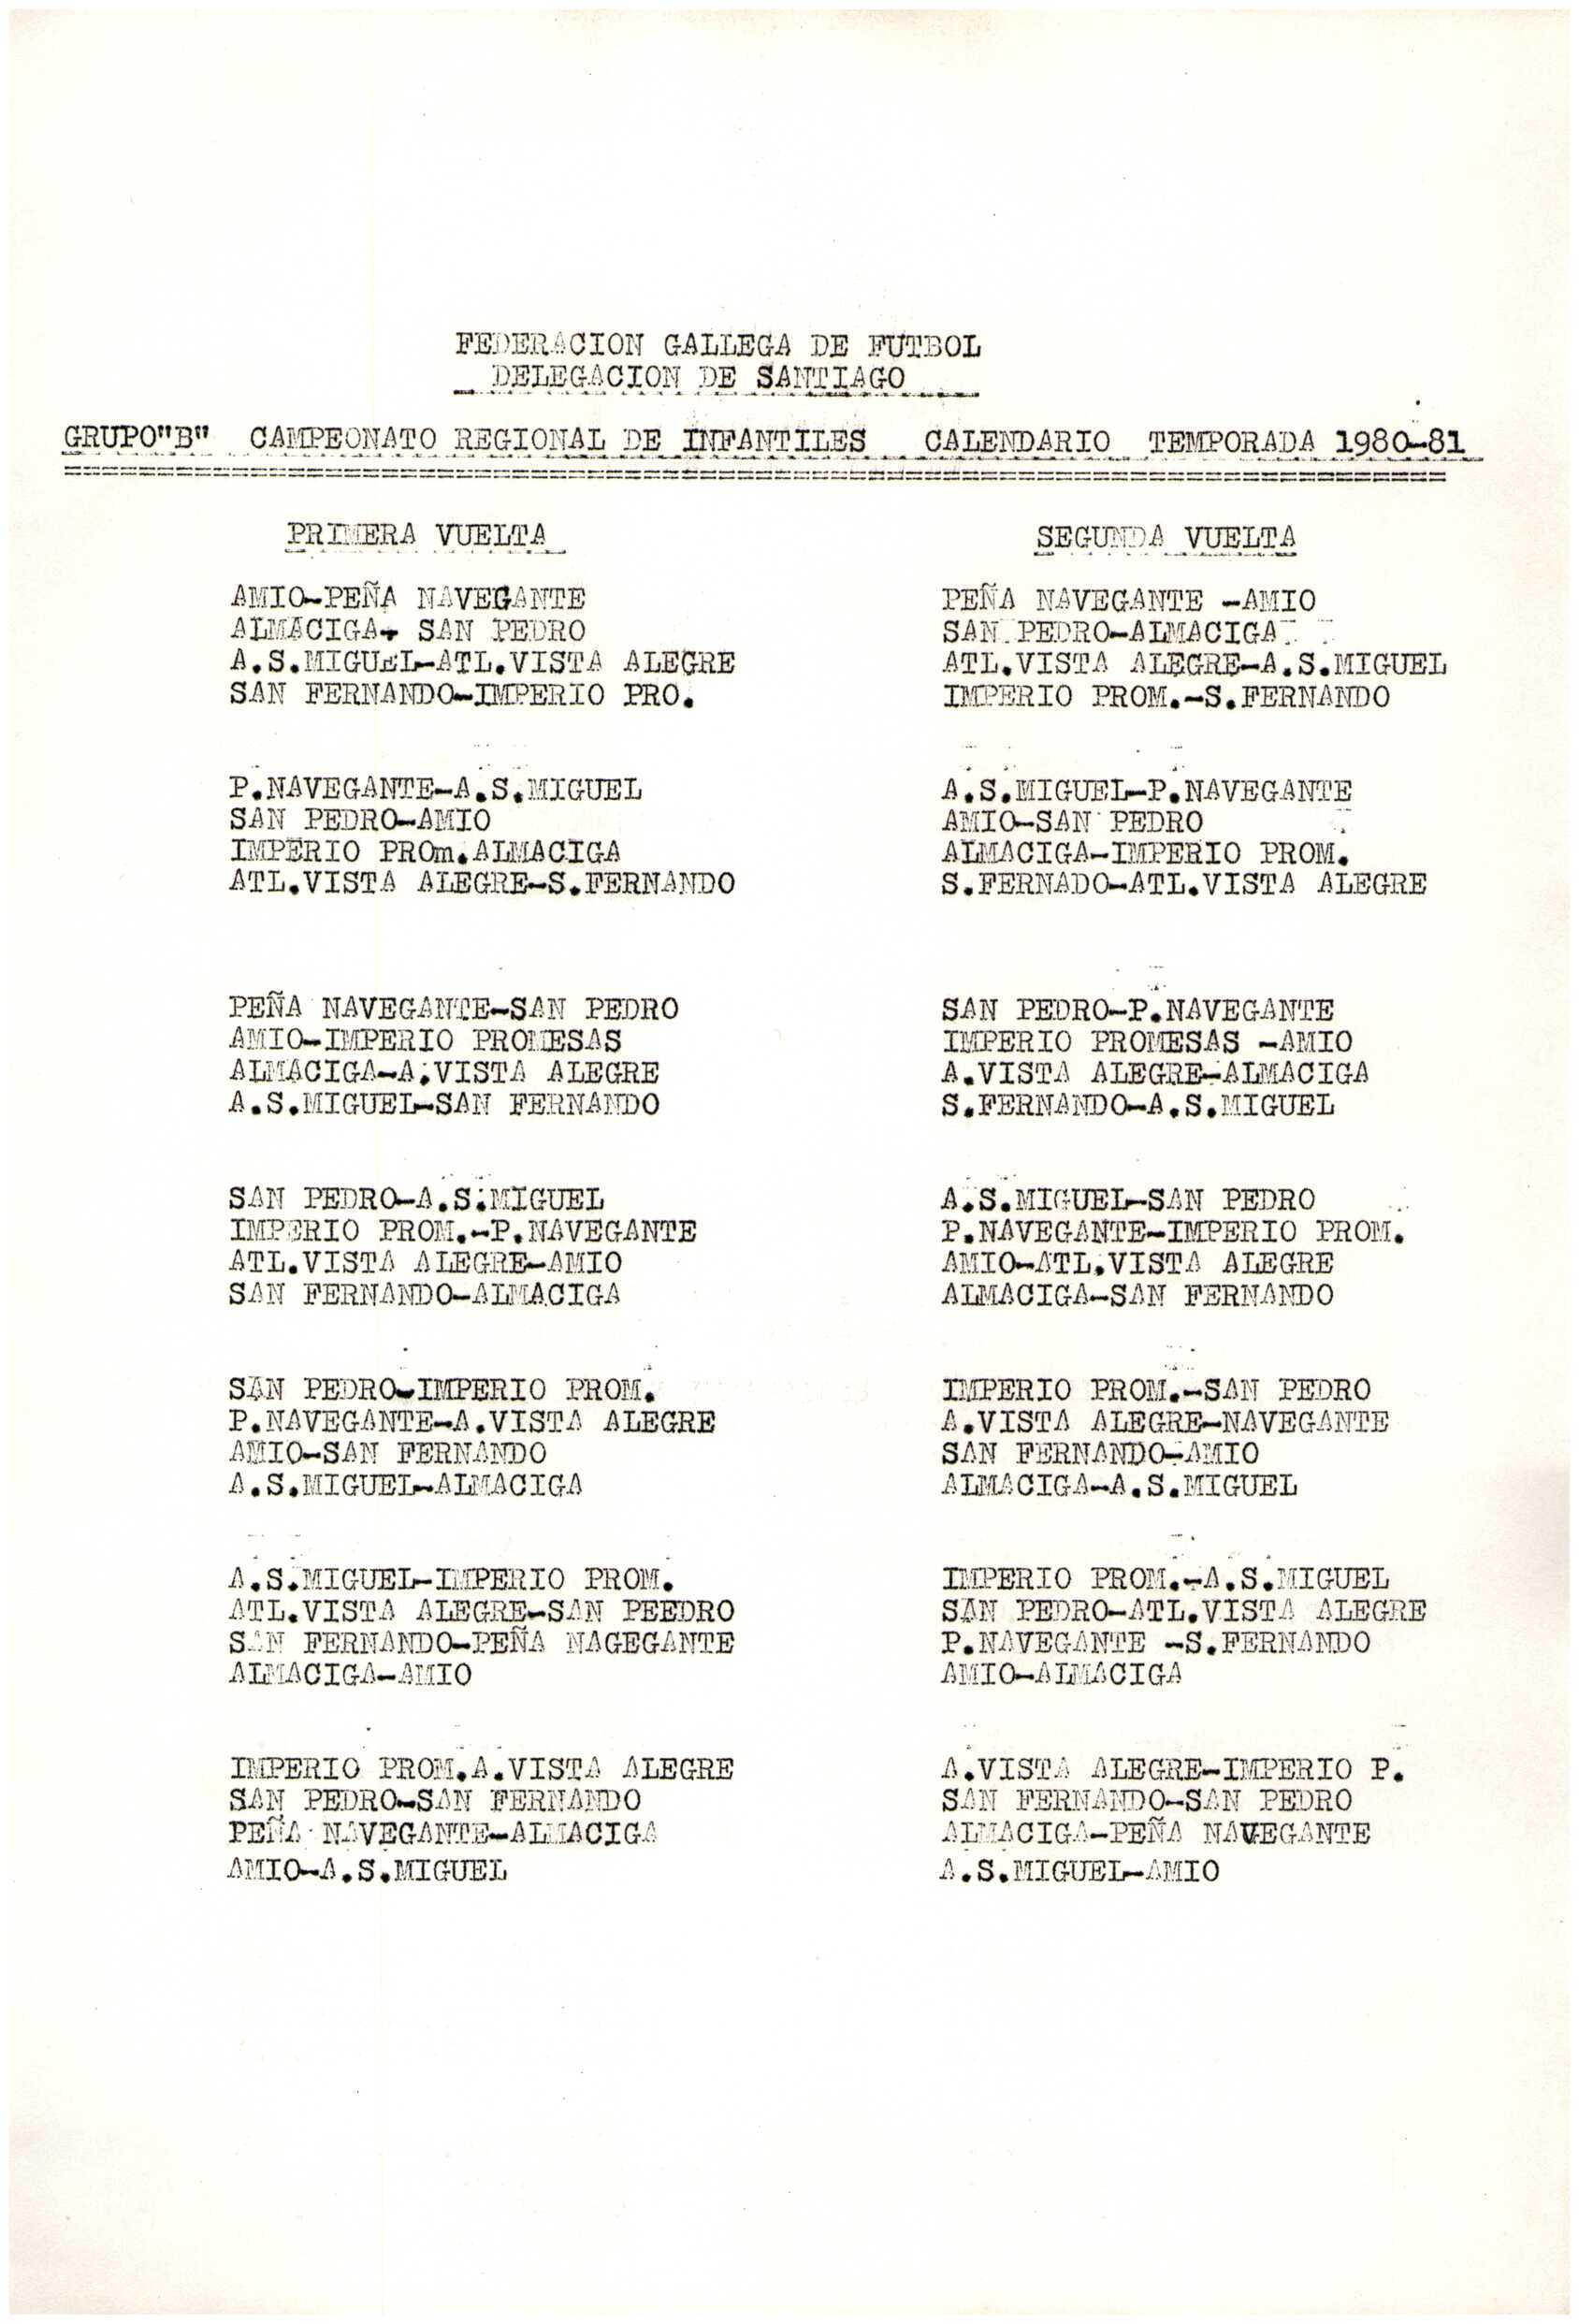 FEDERACION GALLEGA DE FUTBOL
DELEGACION DE SANTIAGO
GRUPO"B" CAMPEONATO REGIONAL DE INFANTILES CALENDARIO TEMPORADA 1980-81
PRIMERA VUELTA
AMIO-PEÑA NAVEGANTE
ALMACIGA- SAN PEDRO
A.S.MIGUEL-ATL.VISTA ALEGRE
SAN FERNANDO-IMPERIO PRO.
P.NAVEGANTE-A.S.MIGUEL
SAN PEDRO-AMIO
IMPERIO PROm.ALMACIGA
ATL.VISTA ALEGRE-S.FERNANDO
PEÑA NAVEGANTE-SAN PEDRO
AMIO-IMPERIO PROMESAS
ALMACIGA-A.VISTA ALEGRE
A.S.MIGUEL-SAN FERNANDO
SAN PEDRO-A.S.MIGUEL
IMPERIO PROM.-P.NAVEGANTE
ATL.VISTA ALEGRE-AMIO
SAN FERNANDO-ALMACIGA
SAN PEDRO-IMPERIO PROM.
P.NAVEGANTE-A.VISTA ALEGRE
AMIO-SAN FERNANDO
A.S.MIGUEL-ALMACIGA
A.S.MIGUEL-IMPERIO PROM.
ATL.VISTA ALEGRE-SAN PEEDRO
SAN FERNANDO-PEÑA NAGEGANTE
ALMACIGA-AMIO
IMPERIO PROM.A.VISTA ALEGRE
SAN PEDRO-SAN FERNANDO
PEÑA NAVEGANTE-ALMACIGA
AMIO-A.S.MIGUEL
SEGUNDA VUELTA
PEÑA NAVEGANTE -AMIO
SAN PEDRO-ALMACIGA
ATL.VISTA ALEGRE-A.S.MIGUEL
IMPERIO PROM.-S.FERNANDO
A.S.MIGUEL-P.NAVEGANTE
AMIO-SAN PEDRO
ALMACIGA-IMPERIO PROM.
S.FERNADO-ATL.VISTA ALEGRE
SAN PEDRO-P.NAVEGANTE
IMPERIO PROMESAS -AMIO
A.VISTA ALEGRE-ALMACIGA
S.FERNANDO-A.S.MIGUEL
A.S.MIGUEL-SAN PEDRO
P.NAVEGANTE-IMPERIO PROM.
AMIO-ATL.VISTA ALEGRE
ALMACIGA-SAN FERNANDO
IMPERIO PROM.-SAN PEDRO
A.VISTA ALEGRE-NAVEGANTE
SAN FERNANDO-AMIO
ALMACIGA-A.S.MIGUEL
IMPERIO PROM.-A.S.MIGUEL
SAN PEDRO-ATL.VISTA ALEGRE
P.NAVEGANTE -S.FERNANDO
AMIO-ALMACIGA
A.VISTA ALEGRE-IMPERIO P.
SAN FERNANDO-SAN PEDRO
ALMACIGA-PEÑA NAVEGANTE
A.S.MIGUEL-AMIO